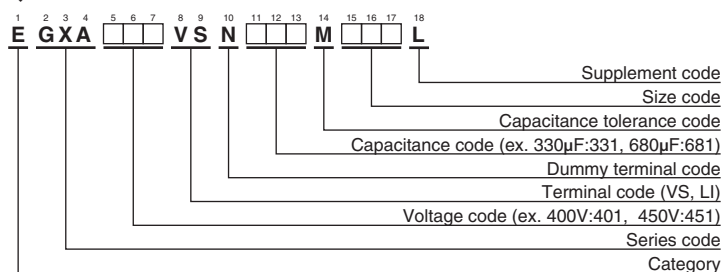 1 2 3 4 5 6 7 8 9 10 11 12 13 14 15 16 17 18
E GXA □□□ VS N □□□ M □□□ L
Supplement code
Size code
Capacitance tolerance code
Capacitance code (ex. 330µF:331, 680µF:681)
Dummy terminal code
Terminal code (VS, LI)
Voltage code (ex. 400V:401, 450V:451)
Series code
Category